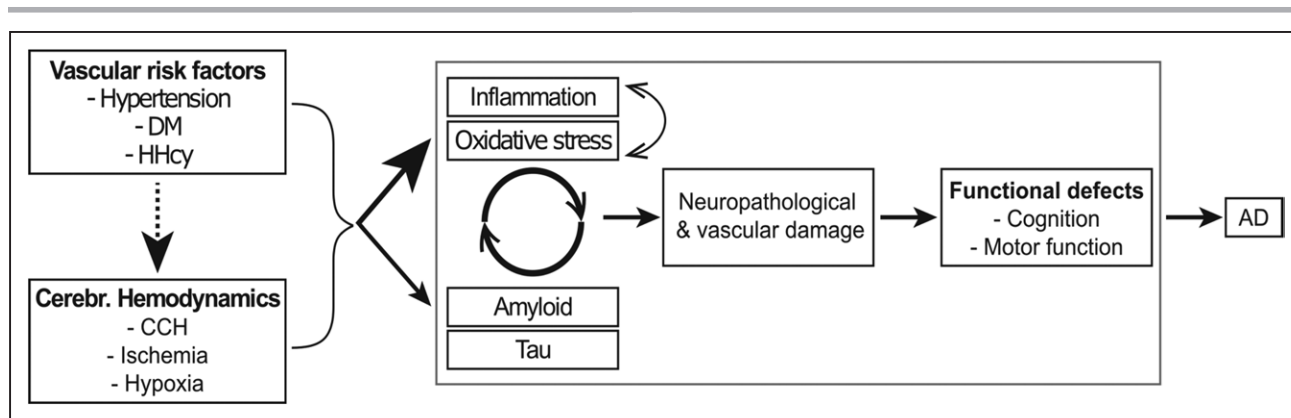 Vascular risk factors
- Hypertension
- DM
- HHcy
Cerebr. Hemodynamics
- CCH
- Ischemia
- Hypoxia
Inflammation
Oxidative stress
Amyloid
Tau
Neuropathological
& vascular damage
Functional defects
- Cognition
- Motor function
AD